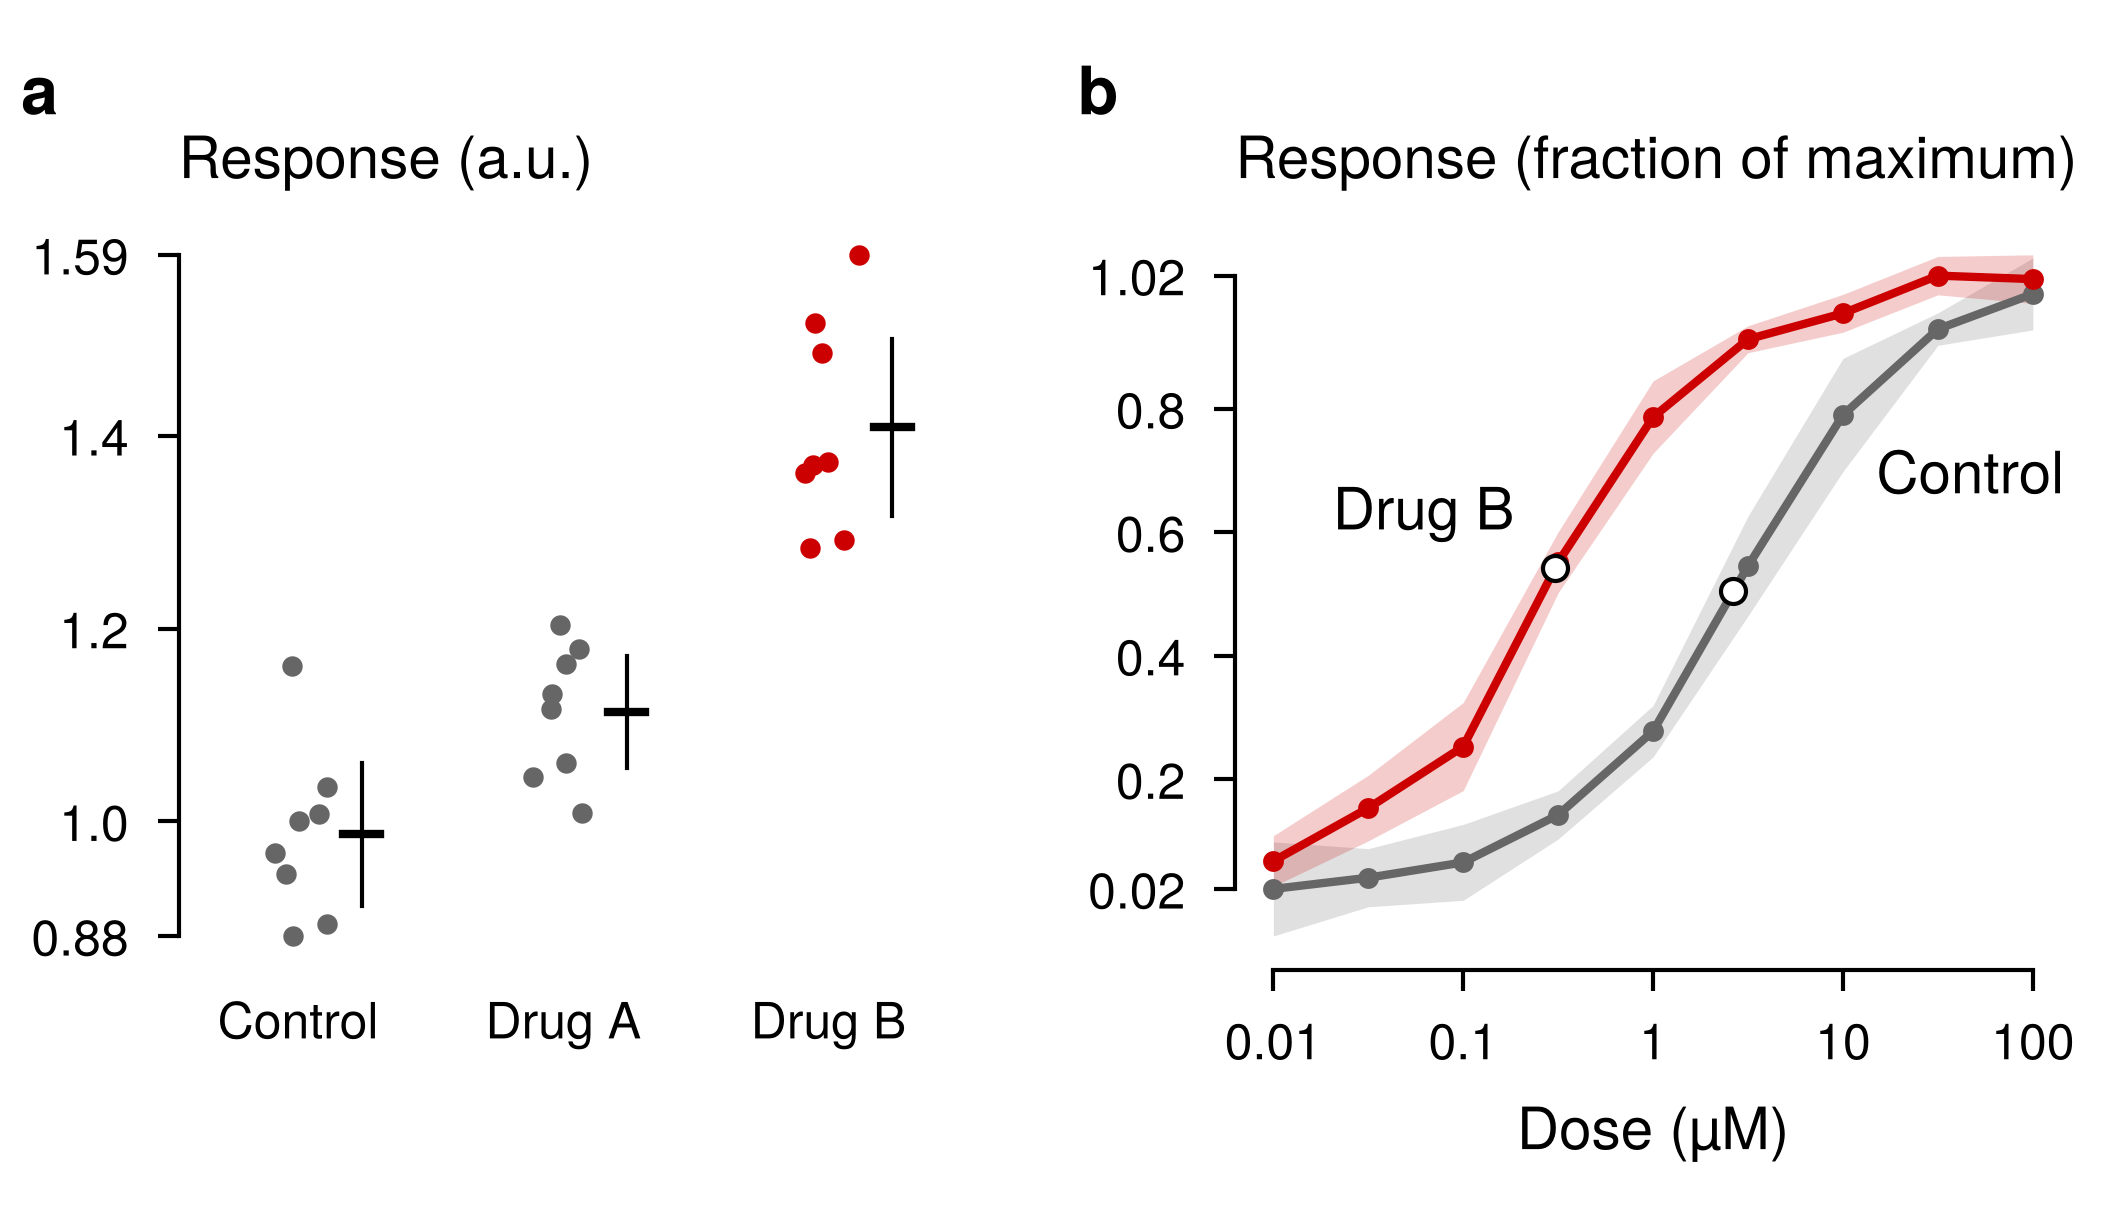 a
Response (a.u.)
1.59
1.4
1.2
1.0
0.88
Control Drug A Drug B
b
Response (fraction of maximum)
1.02
0.8
0.6
0.4
0.2
0.02
Drug B
Control
0.01 0.1 1 10 100
Dose (µM)